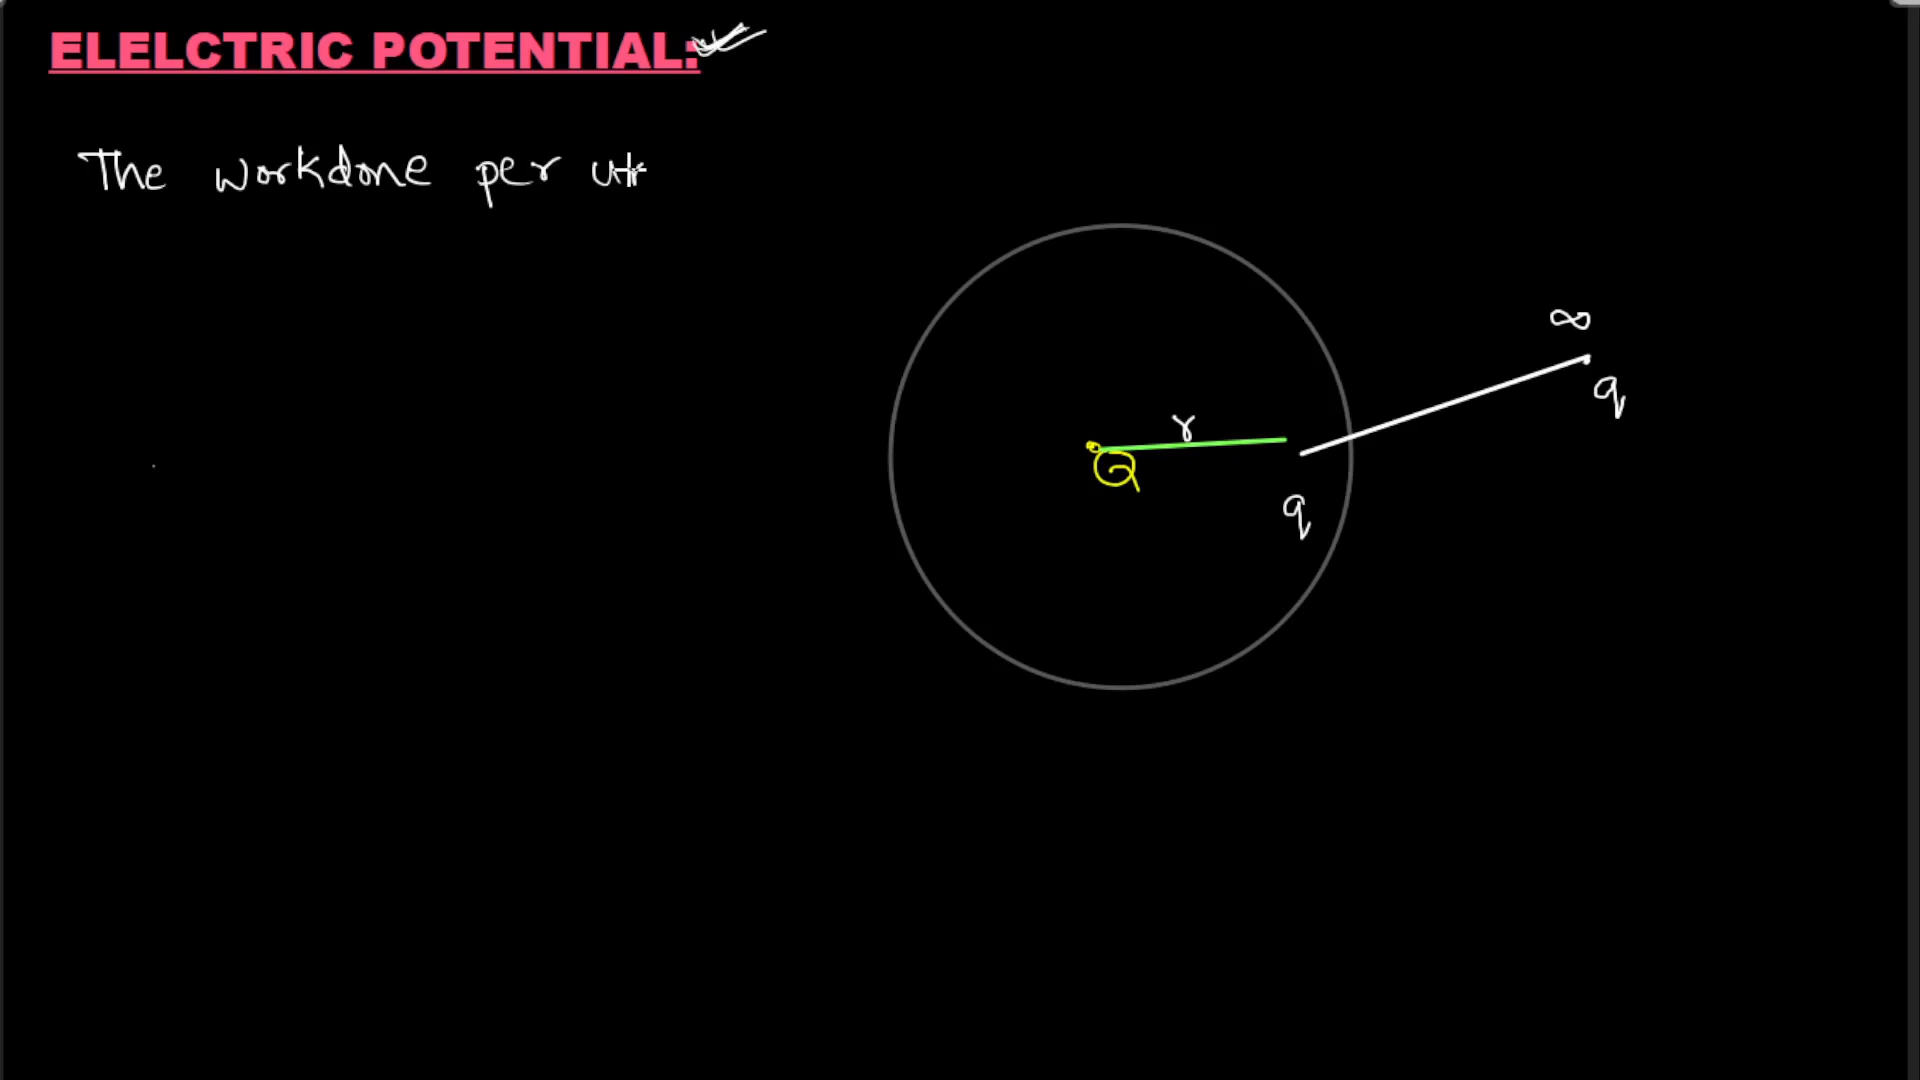 ELELCTRIC POTENTIAL:
The workdone per
∞
q
r
Q
q